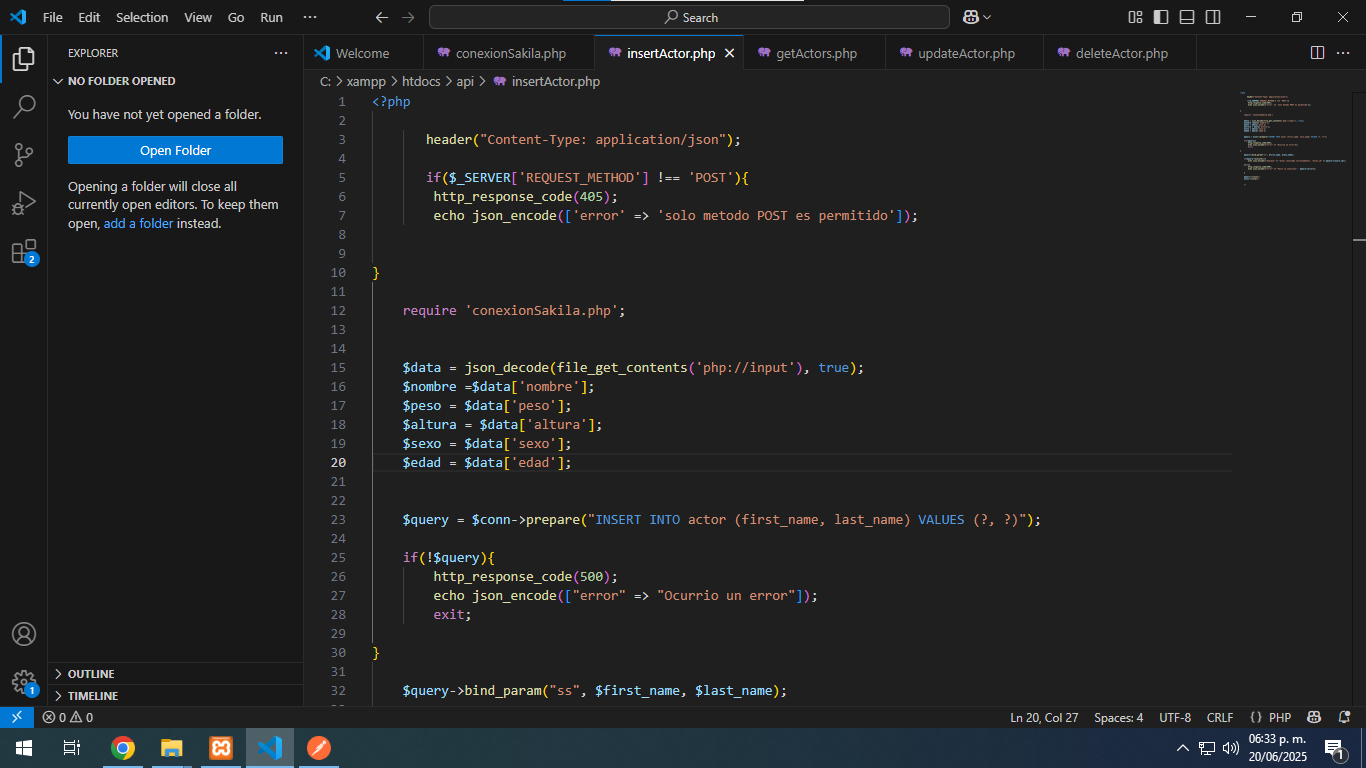 File Edit Selection View Go Run ··· Search
EXPLORER ···
Welcome conexionSakila.php insertActor.php getActors.php updateActor.php deleteActor.php ···
NO FOLDER OPENED
C: > xampp > htdocs > api > insertActor.php
You have not yet opened a folder.
Open Folder
Opening a folder will close all
currently open editors. To keep them
open, add a folder instead.
2
1 <?php
2
3 header("Content-Type: application/json");
4
5 if($_SERVER['REQUEST_METHOD'] !== 'POST'){
6 http_response_code(405);
7 echo json_encode(['error' => 'solo metodo POST es permitido']);
8
9
10 }
11
12 require 'conexionSakila.php';
13
14
15 $data = json_decode(file_get_contents('php://input'), true);
16 $nombre =$data['nombre'];
17 $peso = $data['peso'];
18 $altura = $data['altura'];
19 $sexo = $data['sexo'];
20 $edad = $data['edad'];
21
22
23 $query = $conn->prepare("INSERT INTO actor (first_name, last_name) VALUES (?, ?)");
24
25 if(!$query){
26 http_response_code(500);
27 echo json_encode(["error" => "Ocurrio un error"]);
28 exit;
29
30 }
31
32 $query->bind_param("ss", $first_name, $last_name);
OUTLINE
TIMELINE
1
0 0 Ln 20, Col 27 Spaces: 4 UTF-8 CRLF {} PHP
06:33 p. m.
20/06/2025
1